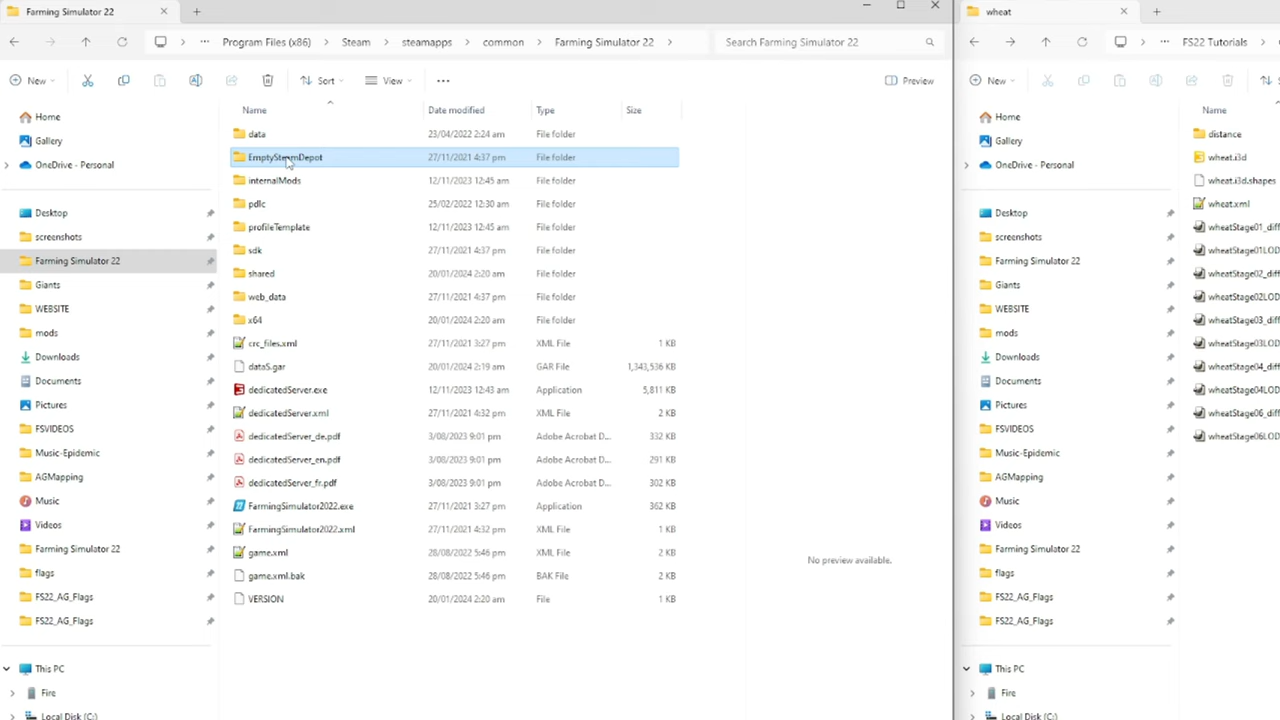 Farming Simulator 22
Program Files (x86) > Steam > steamapps > common > Farming Simulator 22 >
Search Farming Simulator 22
New Sort View Preview
Home
Gallery
OneDrive - Personal
Desktop
screenshots
Farming Simulator 22
Giants
WEBSITE
mods
Downloads
Documents
Pictures
FSVIDEOS
Music-Epidemic
AGMapping
Music
Videos
Farming Simulator 22
flags
FS22_AG_Flags
FS22_AG_Flags
This PC
Fire
Local Disk (C:)
Name Date modified Type Size
data 23/04/2022 2:24 am File folder
EmptySteamDepot 27/11/2021 4:37 pm File folder
internalMods 12/11/2023 12:45 am File folder
pdlc 25/02/2022 12:30 am File folder
profileTemplate 12/11/2023 12:45 am File folder
sdk 27/11/2021 4:37 pm File folder
shared 20/01/2024 2:20 am File folder
web_data 27/11/2021 4:37 pm File folder
x64 20/01/2024 2:20 am File folder
crc_files.xml 27/11/2021 3:27 pm XML File 1 KB
dataS.gar 20/01/2024 2:19 am GAR File 1,343,536 KB
dedicatedServer.exe 12/11/2023 12:43 am Application 5,811 KB
dedicatedServer.xml 27/11/2021 4:32 pm XML File 2 KB
dedicatedServer_de.pdf 3/08/2023 9:01 pm Adobe Acrobat D... 332 KB
dedicatedServer_en.pdf 3/08/2023 9:01 pm Adobe Acrobat D... 291 KB
dedicatedServer_fr.pdf 3/08/2023 9:01 pm Adobe Acrobat D... 302 KB
FarmingSimulator2022.exe 27/11/2021 3:27 pm Application 362 KB
FarmingSimulator2022.xml 27/11/2021 4:32 pm XML File 1 KB
game.xml 28/08/2022 5:46 pm XML File 2 KB
game.xml.bak 28/08/2022 5:46 pm BAK File 2 KB
VERSION 20/01/2024 2:20 am File 1 KB
No preview available.
wheat
FS22 Tutorials
New
Home
Gallery
OneDrive - Personal
Desktop
screenshots
Farming Simulator 22
Giants
WEBSITE
mods
Downloads
Documents
Pictures
FSVIDEOS
Music-Epidemic
AGMapping
Music
Videos
Farming Simulator 22
flags
FS22_AG_Flags
FS22_AG_Flags
This PC
Fire
Local Disk (C:)
Name
distance
wheat.i3d
wheat.i3d.shapes
wheat.xml
wheatStage01_diff
wheatStage01LOD
wheatStage02_diff
wheatStage02LOD
wheatStage03_diff
wheatStage03LOD
wheatStage04_diff
wheatStage04LOD
wheatStage06_diff
wheatStage06LOD